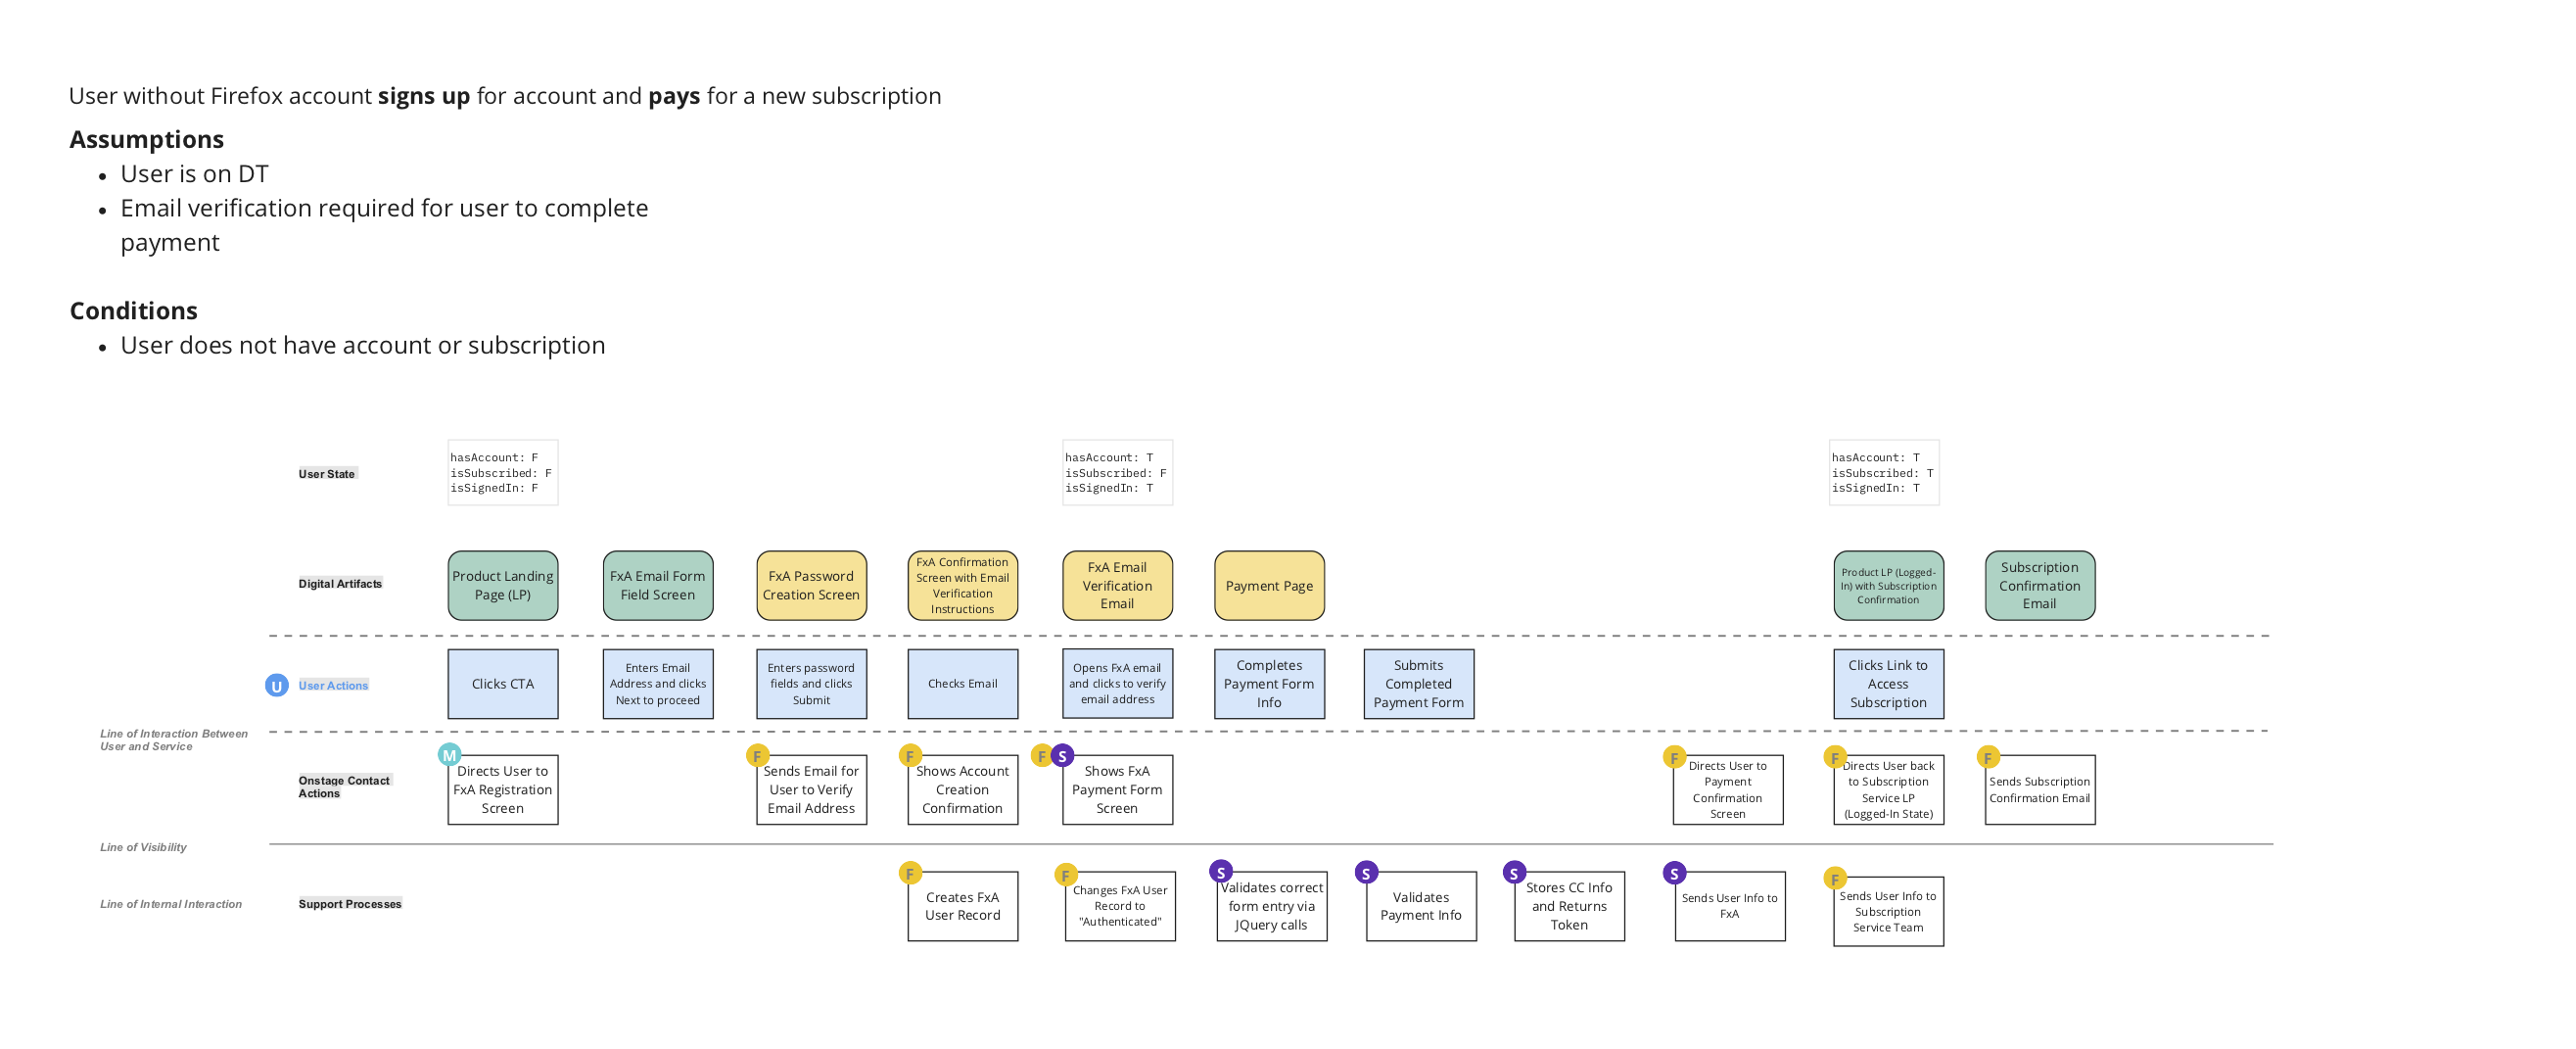 User without Firefox account signs up for account and pays for a new subscription
Assumptions
• User is on DT
• Email verification required for user to complete
payment
Conditions
• User does not have account or subscription
User State
hasAccount: F
isSubscribed: F
isSignedIn: F
hasAccount: T
isSubscribed: F
isSignedIn: T
hasAccount: T
isSubscribed: T
isSignedIn: T
Digital Artifacts
Product Landing
Page (LP)
FxA Email Form
Field Screen
FxA Password
Creation Screen
FxA Confirmation
Screen with Email
Verification
Instructions
FxA Email
Verification
Email
Payment Page
Product LP (Logged-
In) with Subscription
Confirmation
Subscription
Confirmation
Email
U
User Actions
Clicks CTA
Enters Email
Address and clicks
Next to proceed
Enters password
fields and clicks
Submit
Checks Email
Opens FxA email
and clicks to verify
email address
Completes
Payment Form
Info
Submits
Completed
Payment Form
Clicks Link to
Access
Subscription
Line of Interaction Between
User and Service
Onstage Contact
Actions
M
Directs User to
FxA Registration
Screen
F
Sends Email for
User to Verify
Email Address
F
Shows Account
Creation
Confirmation
F
S
Shows FxA
Payment Form
Screen
F
Directs User to
Payment
Confirmation
Screen
F
Directs User back
to Subscription
Service LP
(Logged-In State)
F
Sends Subscription
Confirmation Email
Line of Visibility
Line of Internal Interaction
Support Processes
F
Creates FxA
User Record
F
Changes FxA User
Record to
"Authenticated"
S
Validates correct
form entry via
JQuery calls
S
Validates
Payment Info
S
Stores CC Info
and Returns
Token
S
Sends User Info to
FxA
F
Sends User Info to
Subscription
Service Team